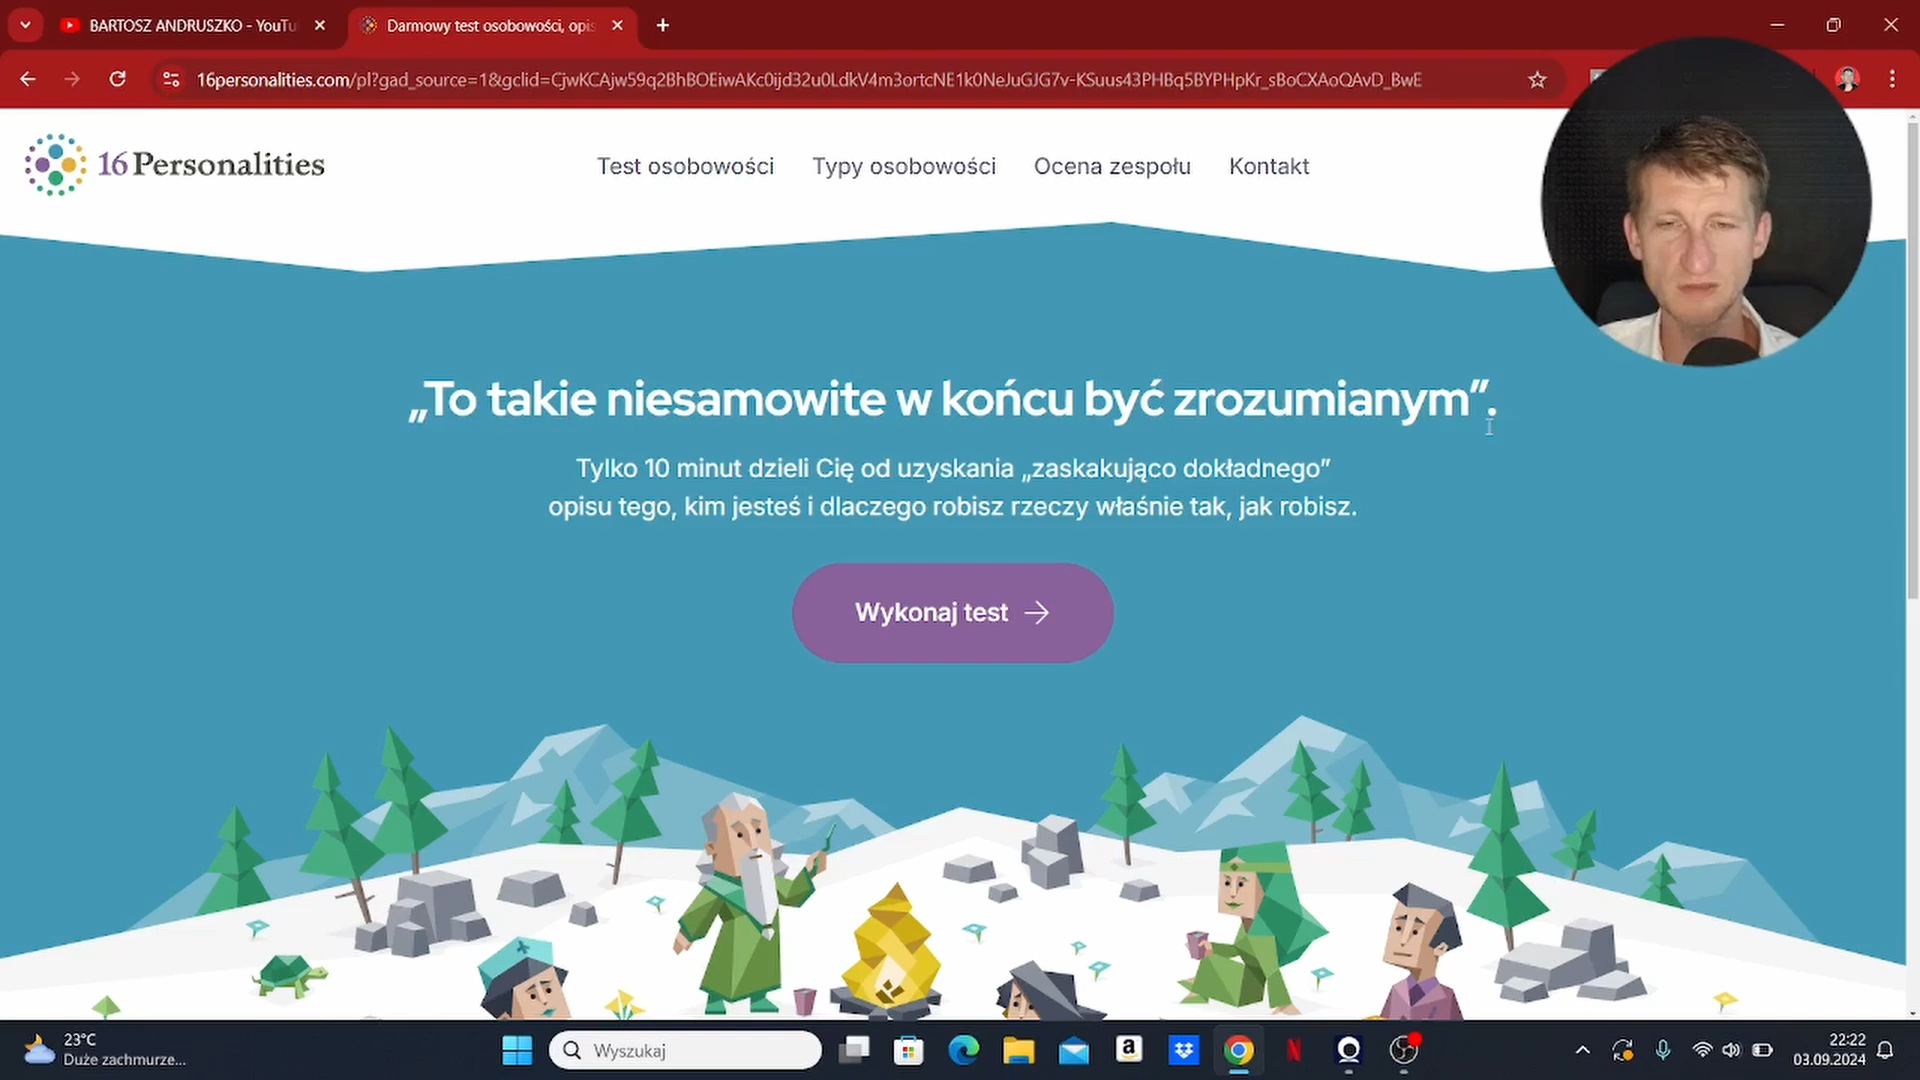 BARTOSZ ANDRUSZKO - YouTu
Darmowy test osobowości, opis
16personalities.com/pl?gad_source=1&gclid=CjwKCAjw59q2BhBOEiwAKc0ijd32u0LdkV4m3ortcNE1k0NeJuGJG7v-KSuus43PHBq5BYPHpKr_sBoCXAoQAvD_BwE
16Personalities
Test osobowości
Typy osobowości
Ocena zespołu
Kontakt
„To takie niesamowite w końcu być zrozumianym”.
Tylko 10 minut dzieli Cię od uzyskania „zaskakująco dokładnego”
opisu tego, kim jesteś i dlaczego robisz rzeczy właśnie tak, jak robisz.
Wykonaj test
23°C
Duże zachmurze...
Wyszukaj
22:22
03.09.2024